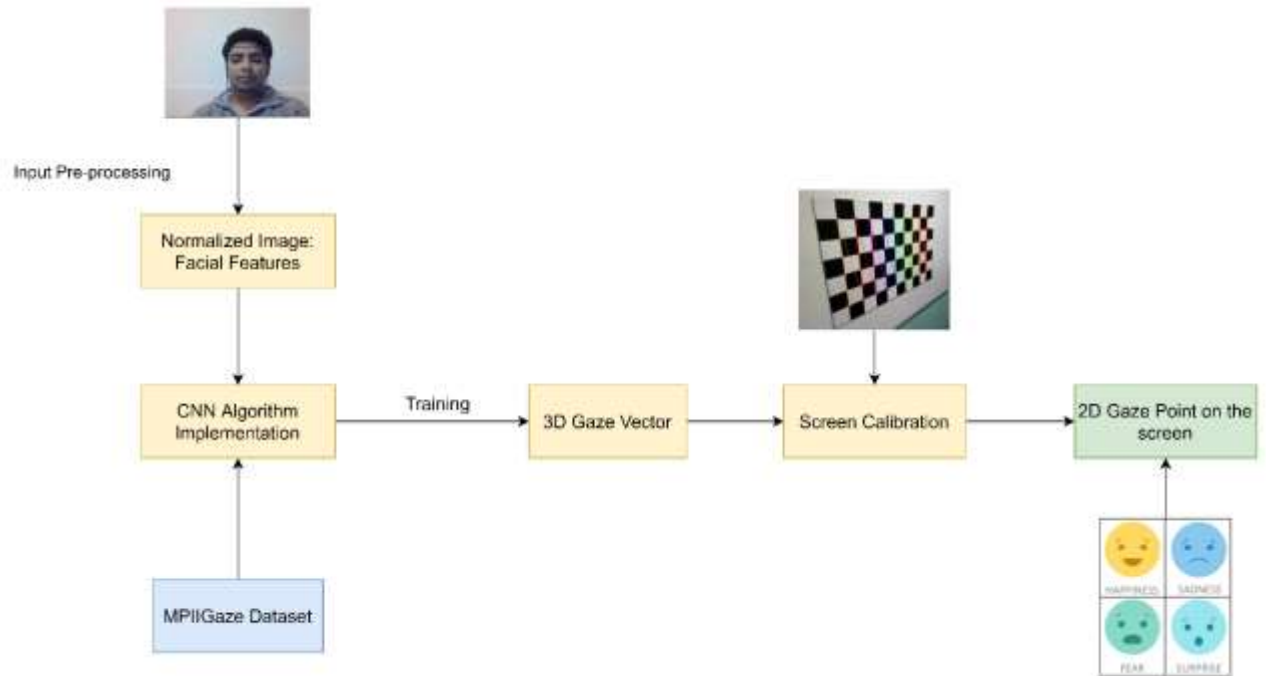 Input Pre-processing
Normalized Image:
Facial Features
CNN Algorithm
Implementation
Training
3D Gaze Vector
Screen Calibration
2D Gaze Point on the
screen
MPIIGaze Dataset
HAPPINESS
SADNESS
FEAR
SURPRISE